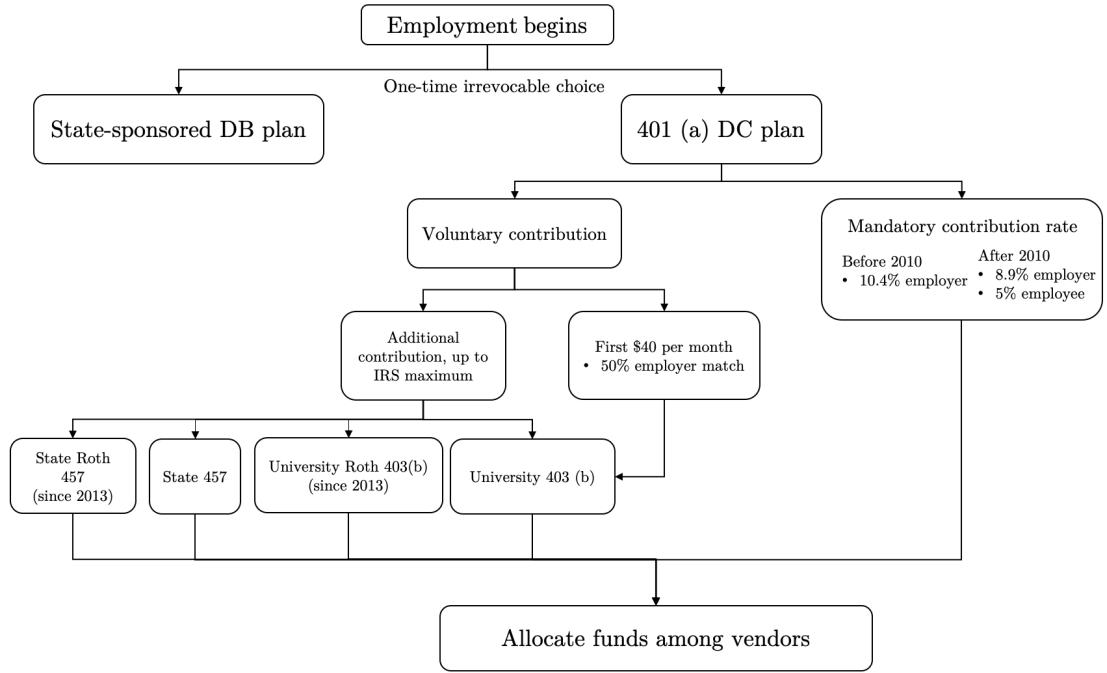 Employment begins
One-time irrevocable choice
State-sponsored DB plan
401 (a) DC plan
Voluntary contribution
Mandatory contribution rate
Before 2010
• 10.4% employer
After 2010
• 8.9% employer
• 5% employee
Additional
contribution, up to
IRS maximum
First $40 per month
• 50% employer match
State Roth
457
(since 2013)
State 457
University Roth 403(b)
(since 2013)
University 403 (b)
Allocate funds among vendors